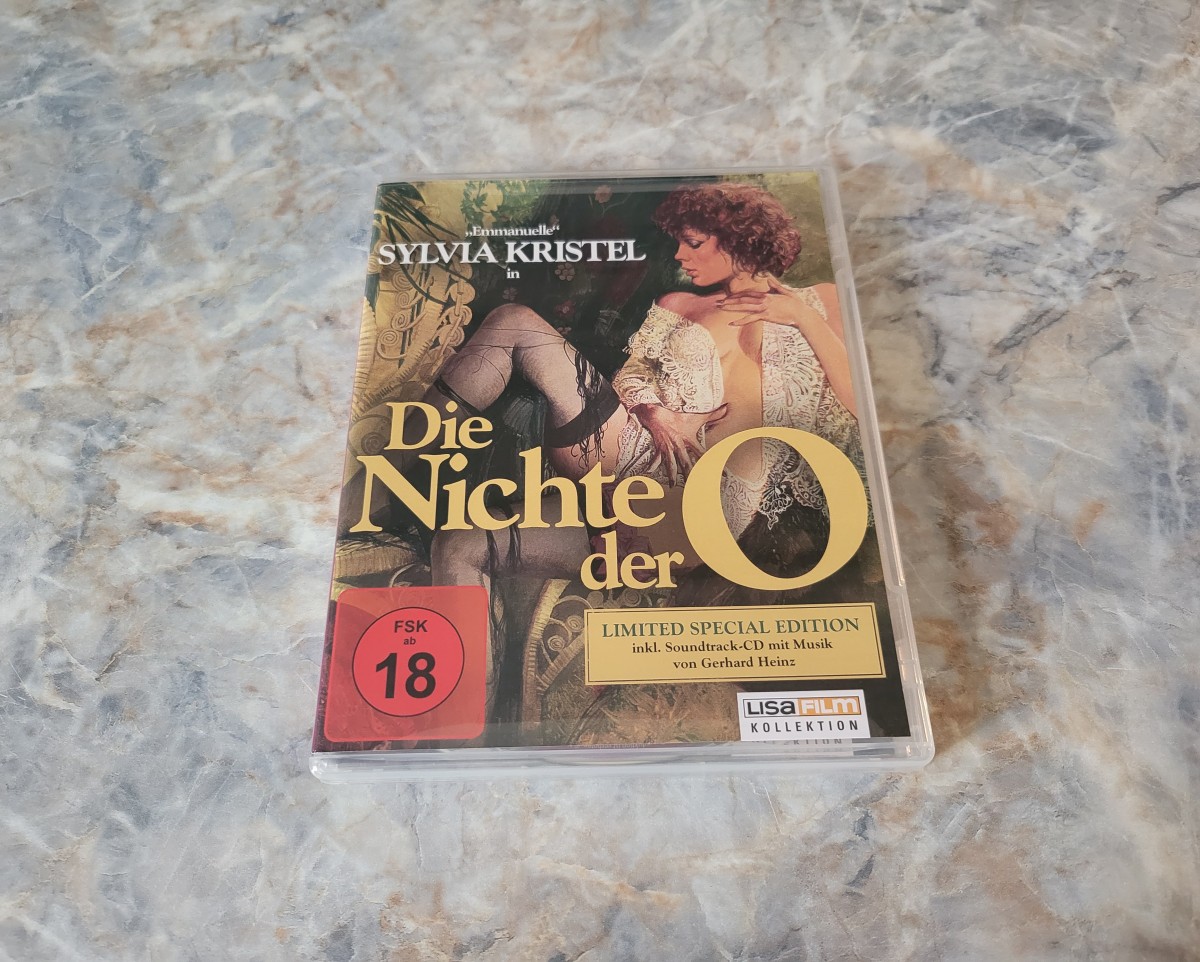 „Emmanuelle“
SYLVIA KRISTEL
in
Die
Nichte
der O
FSK
ab
18
LIMITED SPECIAL EDITION
inkl. Soundtrack-CD mit Musik
von Gerhard Heinz
LISA FILM
KOLLEKTION